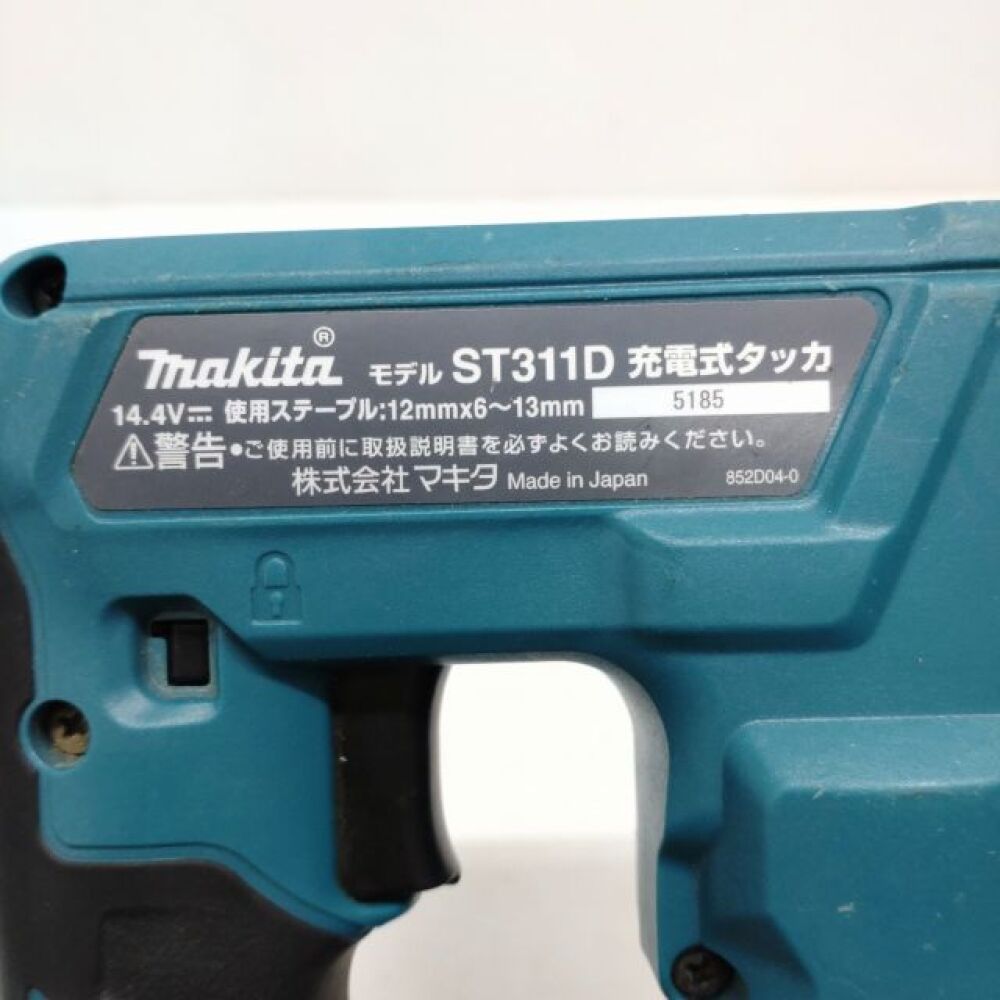 makita® モデル ST311D 充電式タッカ
14.4V⎓ 使用ステープル;12mmx6～13mm 5185
⚠警告 •ご使用前に取扱説明書を必ずよくお読みください。
株式会社 マキタ Made in Japan 852D04-0